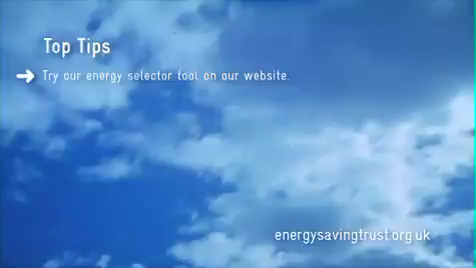 Top Tips
Try our energy selector tool on our website.
energysavingtrust.org.uk